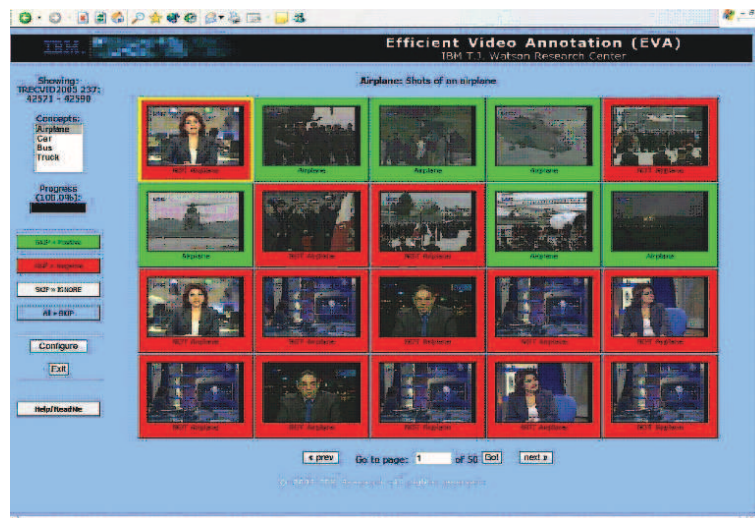 IBM.
Efficient Video Annotation (EVA)
IBM T.J. Watson Research Center
Showing:
TRECVID2005 237:
42571 - 42590
Airplane: Shots of an airplane
Concepts:
Airplane
Car
Bus
Truck
Progress
(100.0%):
SKIP » Positive
SKIP » Negative
SKIP » IGNORE
All » SKIP
Configure
Exit
Help/ReadMe
NOT Airplane
Airplane
Airplane
Airplane
NOT Airplane
Airplane
NOT Airplane
NOT Airplane
Airplane
Airplane
NOT Airplane
NOT Airplane
NOT Airplane
NOT Airplane
NOT Airplane
NOT Airplane
NOT Airplane
NOT Airplane
NOT Airplane
NOT Airplane
« prev
Go to page: 1 of 50 Go!
next »